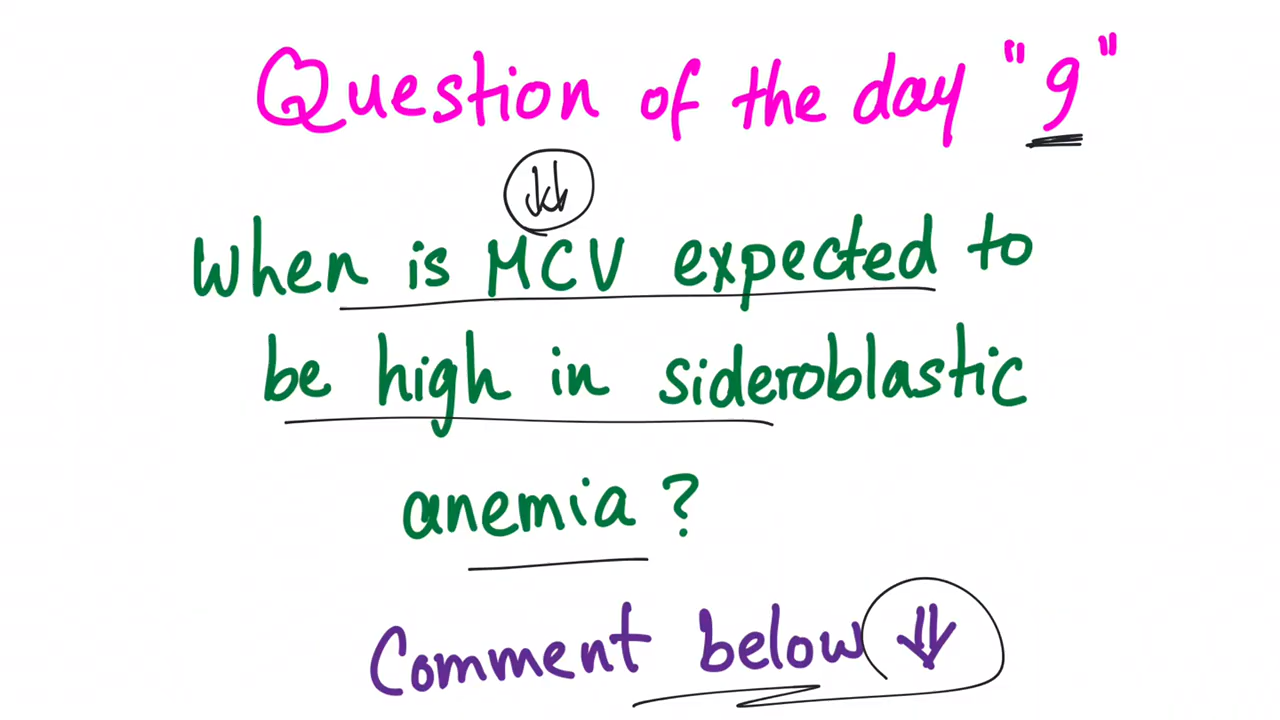 Question of the day "9"
When is MCV expected to
be high in sideroblastic
anemia ?
Comment below